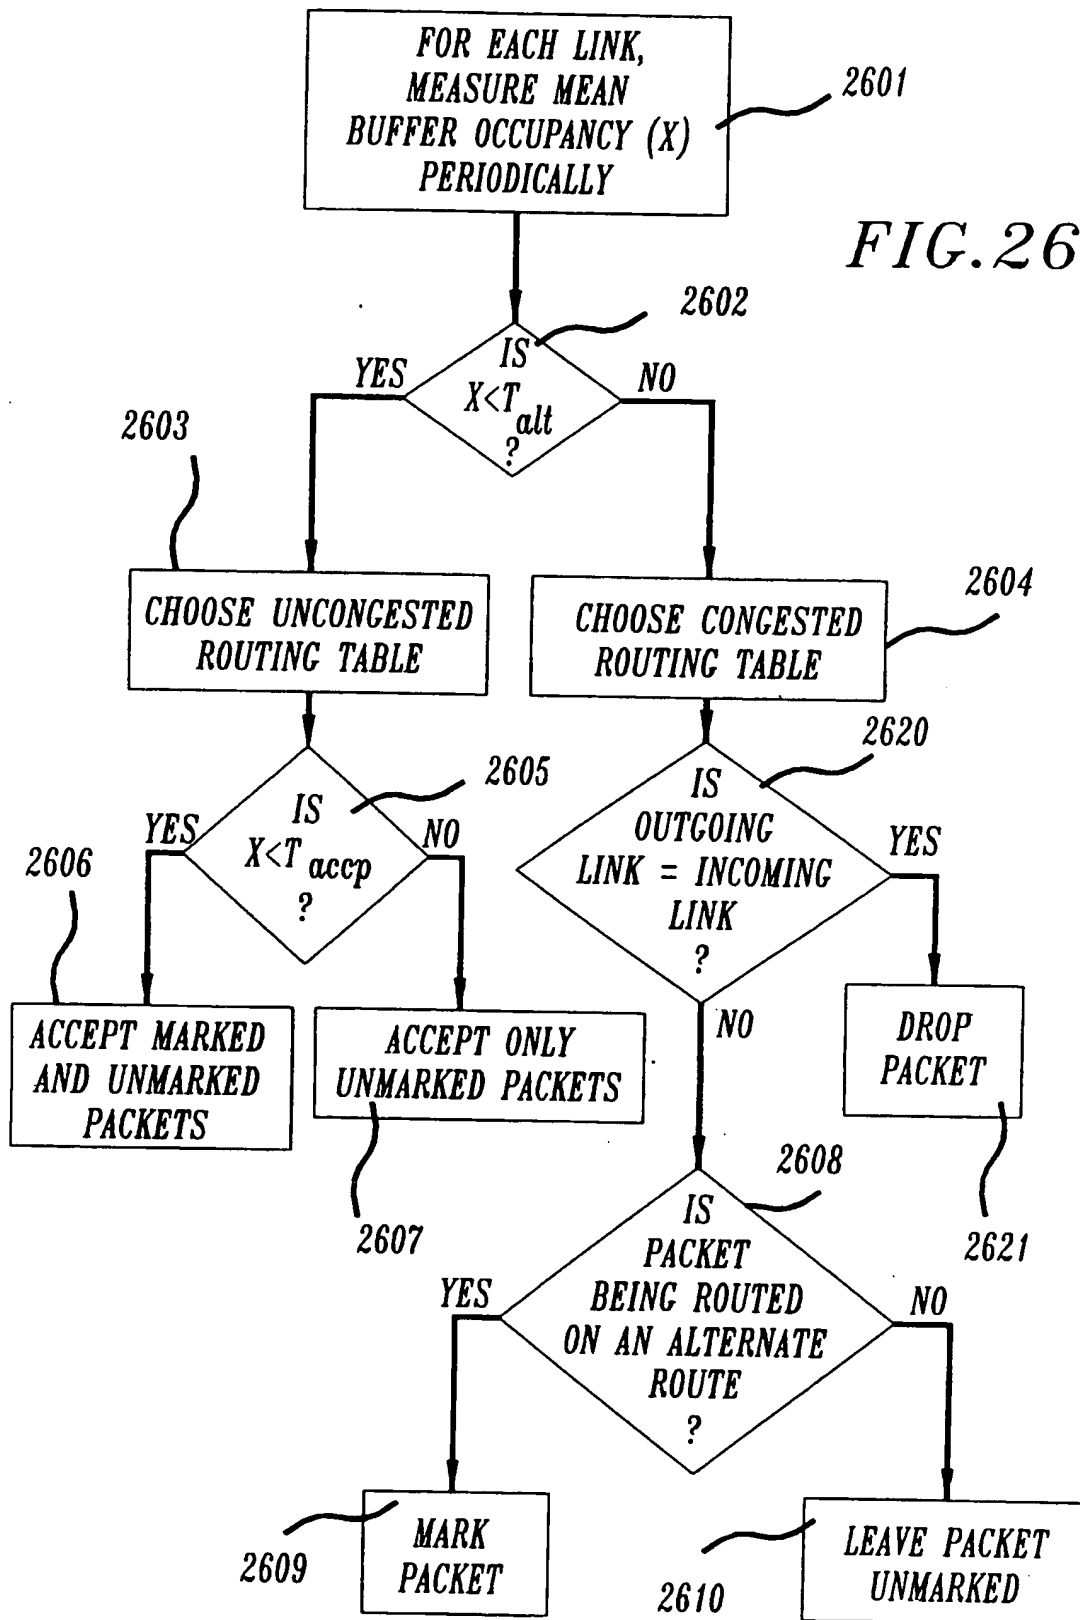 FOR EACH LINK,
MEASURE MEAN
BUFFER OCCUPANCY (X)
PERIODICALLY
2601
FIG.26
2602
IS
X<T alt
?
YES
NO
2603
CHOOSE UNCONGESTED
ROUTING TABLE
CHOOSE CONGESTED
ROUTING TABLE
2604
2605
IS
X<T accp
?
YES
NO
2620
IS
OUTGOING
LINK = INCOMING
LINK
?
YES
NO
2606
ACCEPT MARKED
AND UNMARKED
PACKETS
ACCEPT ONLY
UNMARKED PACKETS
2607
DROP
PACKET
2621
2608
IS
PACKET
BEING ROUTED
ON AN ALTERNATE
ROUTE
?
YES
NO
MARK
PACKET
2609
LEAVE PACKET
UNMARKED
2610